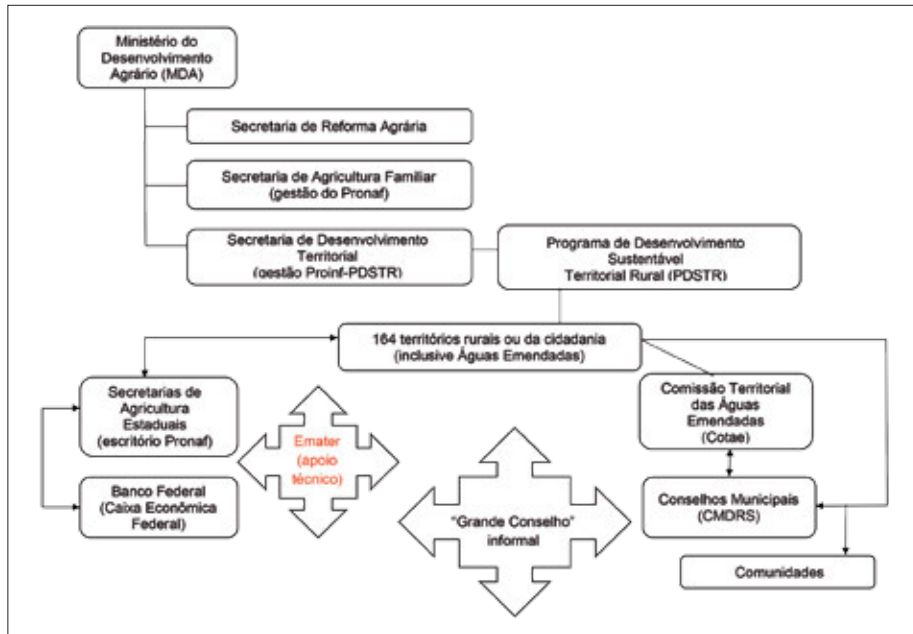 Ministério do
Desenvolvimento
Agrário (MDA)
Secretaria de Reforma Agrária
Secretaria de Agricultura Familiar
(gestão do Pronaf)
Secretaria de Desenvolvimento
Territorial
(gestão Proinf-PDSTR)
Programa de Desenvolvimento
Sustentável
Territorial Rural (PDSTR)
164 territórios rurais ou da cidadania
(inclusive Águas Emendadas)
Secretarias de
Agricultura
Estaduais
(escritório Pronaf)
Emater
(apoio
técnico)
Comissão Territorial
das Águas
Emendadas
(Cotae)
Banco Federal
(Caixa Econômica
Federal)
"Grande Conselho"
informal
Conselhos Municipais
(CMDRS)
Comunidades